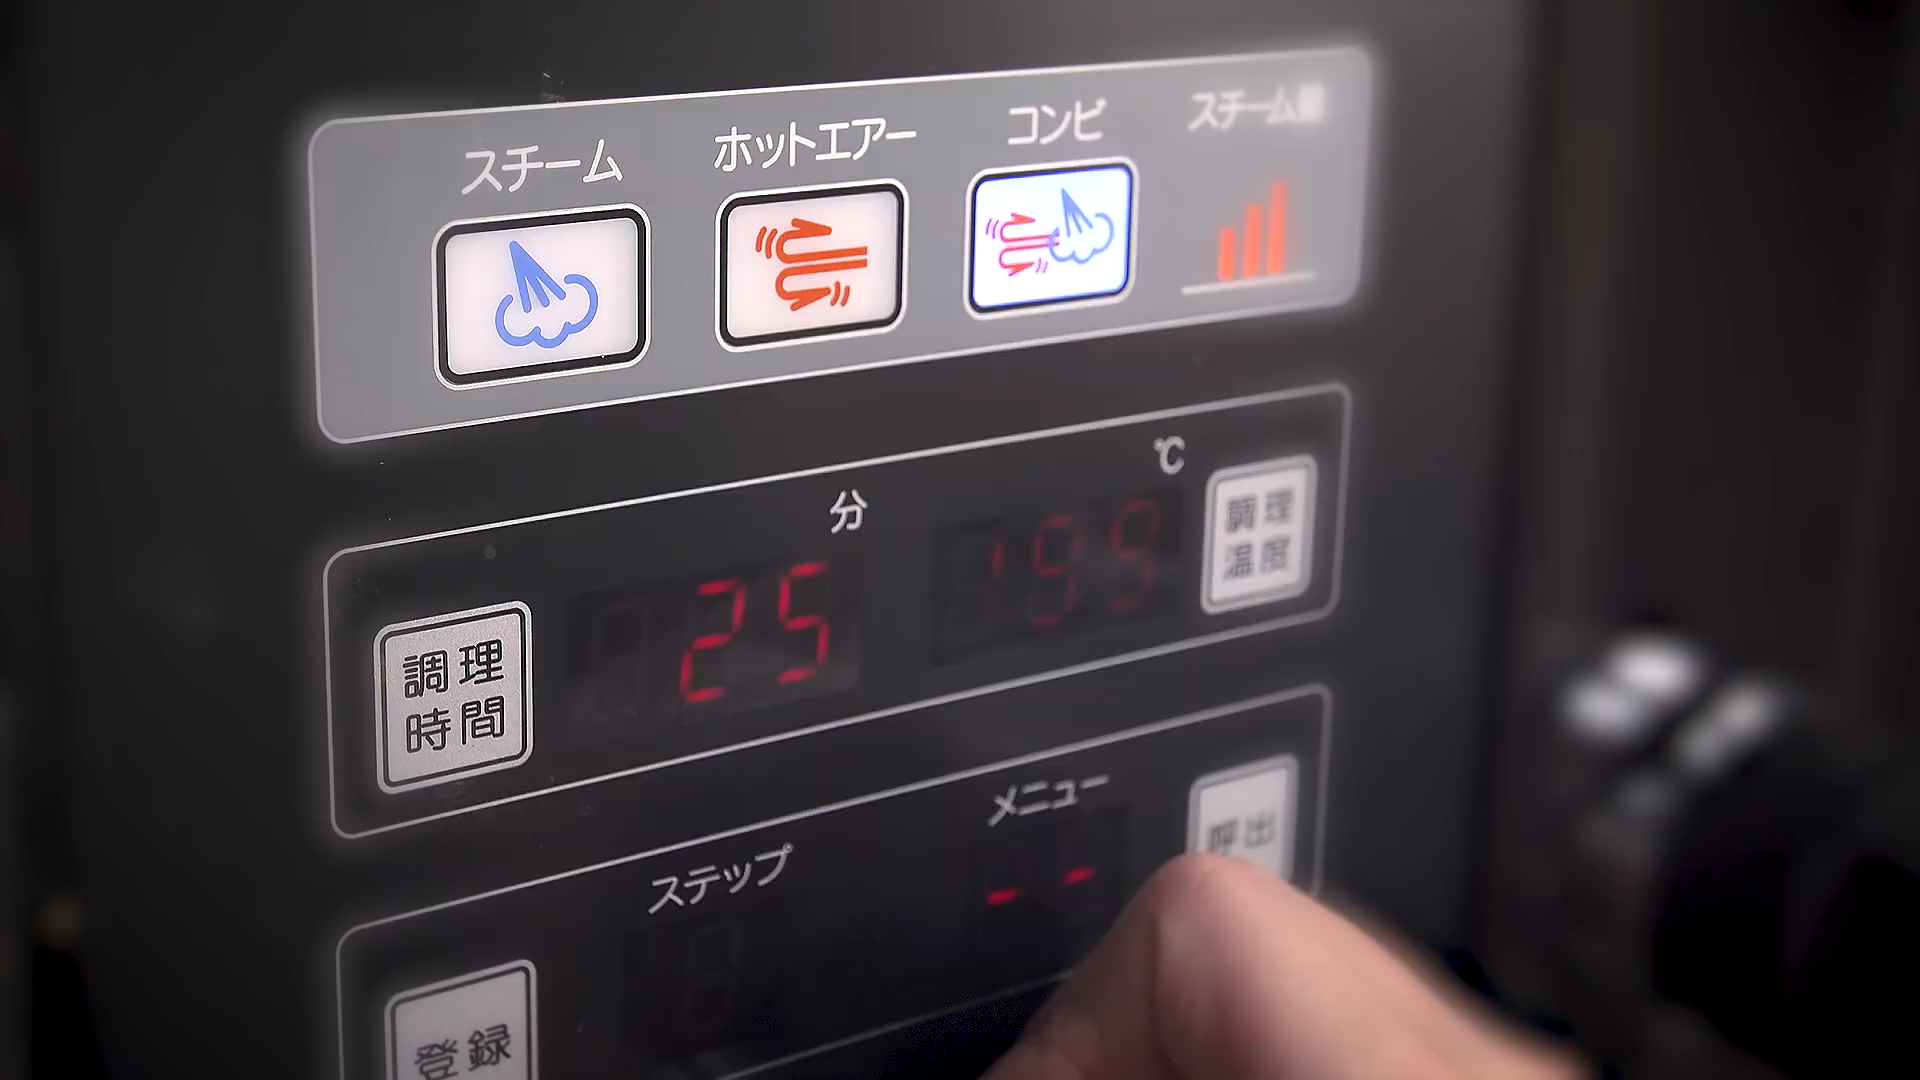 スチーム
ホットエアー
コンビ
スチーム量
分
℃
25
199
調理
温度
調理
時間
メニュー
ステップ
--
呼出
登録